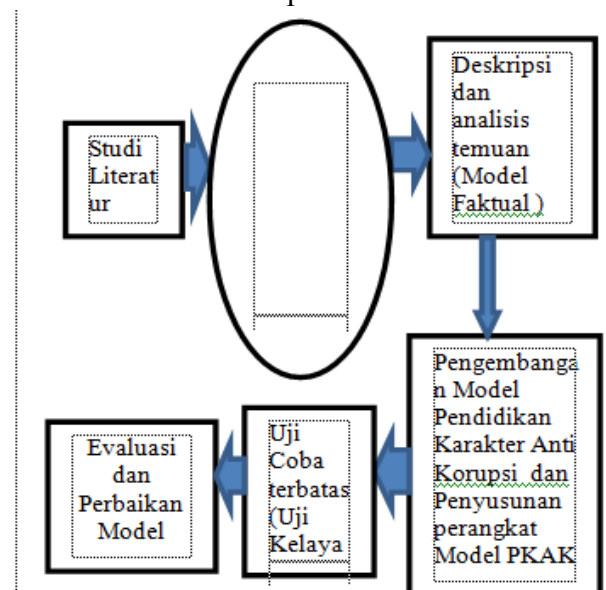 Studi
Literat
ur
Deskripsi
dan
analisis
temuan
(Model
Faktual )
Pengembanga
n Model
Pendidikan
Karakter Anti
Korupsi dan
Penyusunan
perangkat
Model PKAK
Uji
Coba
terbatas
(Uji
Kelaya
Evaluasi
dan
Perbaikan
Model